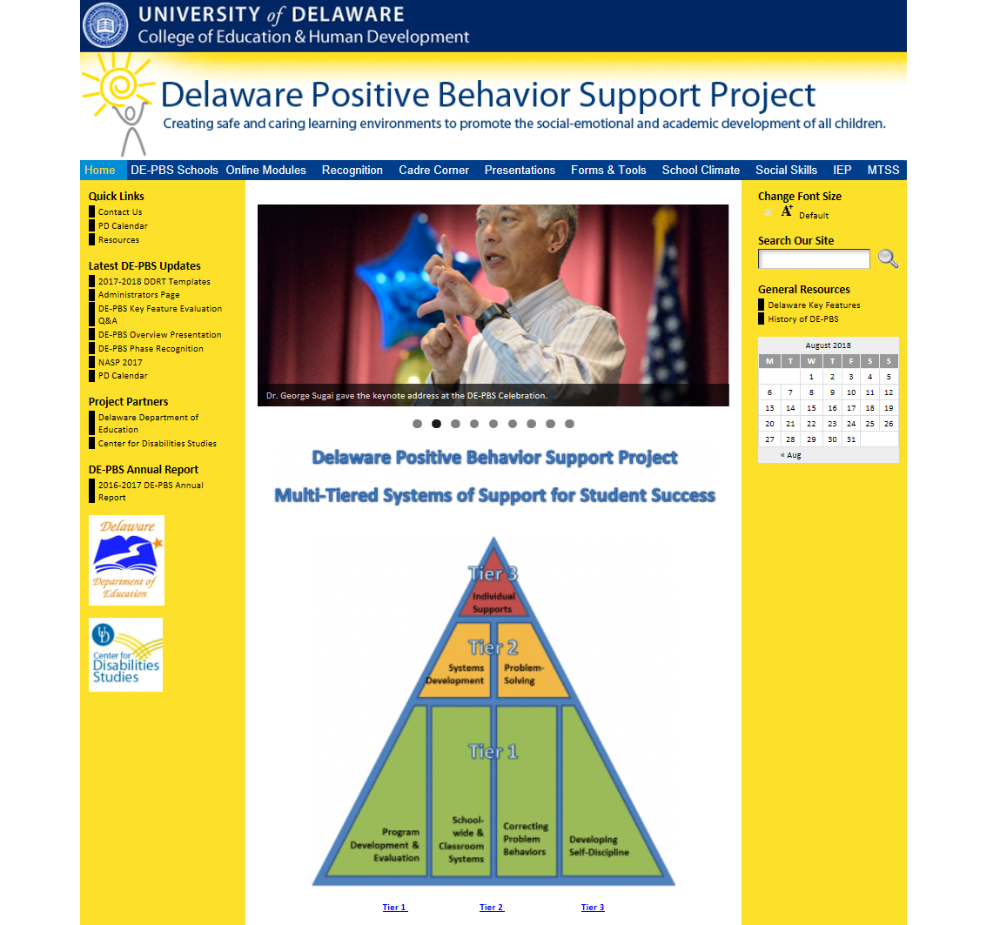 UNIVERSITY of DELAWARE
College of Education & Human Development
Delaware Positive Behavior Support Project
Creating safe and caring learning environments to promote the social-emotional and academic development of all children.
Home DE-PBS Schools Online Modules Recognition Cadre Corner Presentations Forms & Tools School Climate Social Skills IEP MTSS
Quick Links
Contact Us
PD Calendar
Resources
Latest DE-PBS Updates
2017-2018 DDRT Templates
Administrators Page
DE-PBS Key Feature Evaluation
Q&A
DE-PBS Overview Presentation
DE-PBS Phase Recognition
NASP 2017
PD Calendar
Project Partners
Delaware Department of
Education
Center for Disabilities Studies
DE-PBS Annual Report
2016-2017 DE-PBS Annual
Report
Delaware
Department of
Education
UD
Center for
Disabilities
Studies
Dr. George Sugai gave the keynote address at the DE-PBS Celebration.
Delaware Positive Behavior Support Project
Multi-Tiered Systems of Support for Student Success
Tier 3
Individual
Supports
Tier 2
Systems
Development
Problem-
Solving
Tier 1
Program
Development &
Evaluation
School-
wide &
Classroom
Systems
Correcting
Problem
Behaviors
Developing
Self-Discipline
Tier 1 Tier 2 Tier 3
Change Font Size
a A+ Default
Search Our Site
General Resources
Delaware Key Features
History of DE-PBS
August 2018
M T W T F S S
1 2 3 4 5
6 7 8 9 10 11 12
13 14 15 16 17 18 19
20 21 22 23 24 25 26
27 28 29 30 31
« Aug